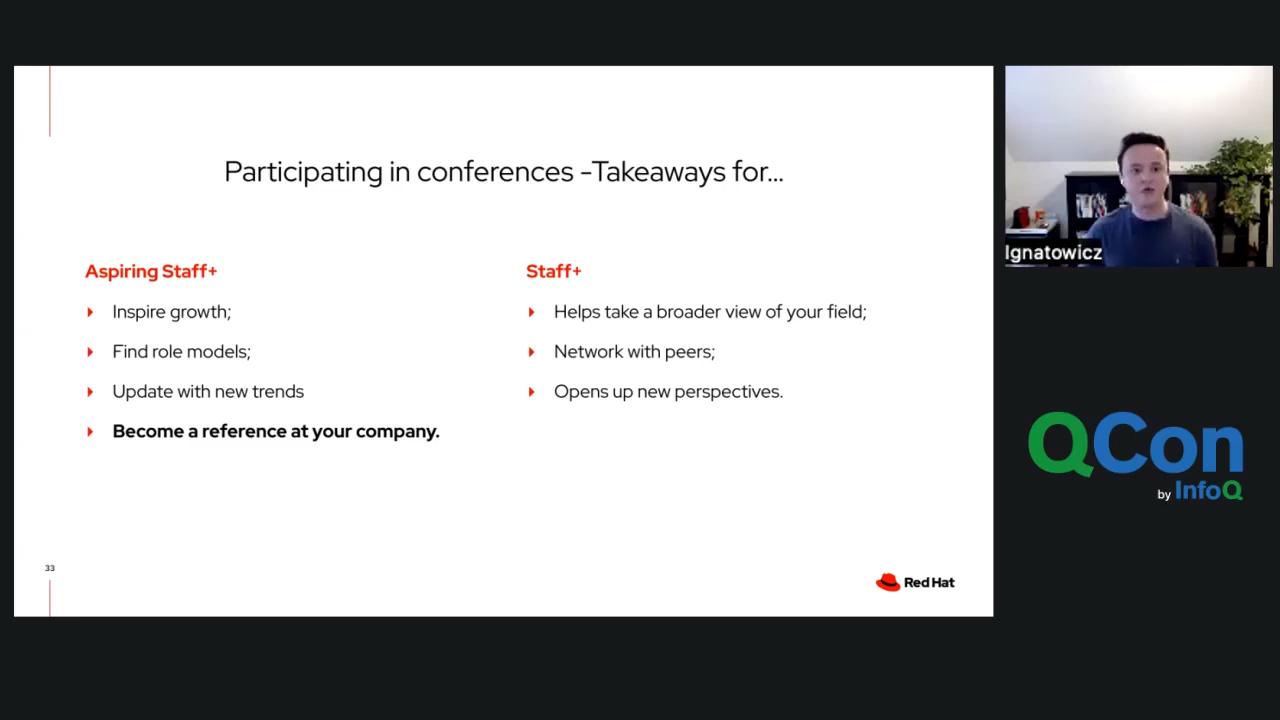 Participating in conferences -Takeaways for...
Aspiring Staff+
Inspire growth;
Find role models;
Update with new trends
Become a reference at your company.
Staff+
Helps take a broader view of your field;
Network with peers;
Opens up new perspectives.
33
Red Hat
Ignatowicz
QCon
by InfoQ